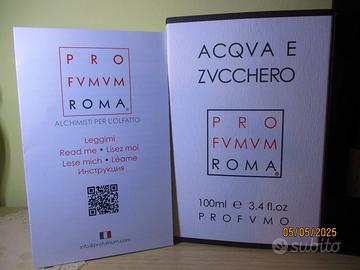 PRO
FVMVM
ROMA®
ALCHIMISTI PER L'OLFATTO
Leggimi
Read me • Lisez moi
Lese mich • Léame
Инструкция
info@profumum.com
ACQVA E
ZVCCHERO
PRO
FVMVM
ROMA®
100ml e 3.4 fl.oz
PROFVMO
05/05/2025
subito